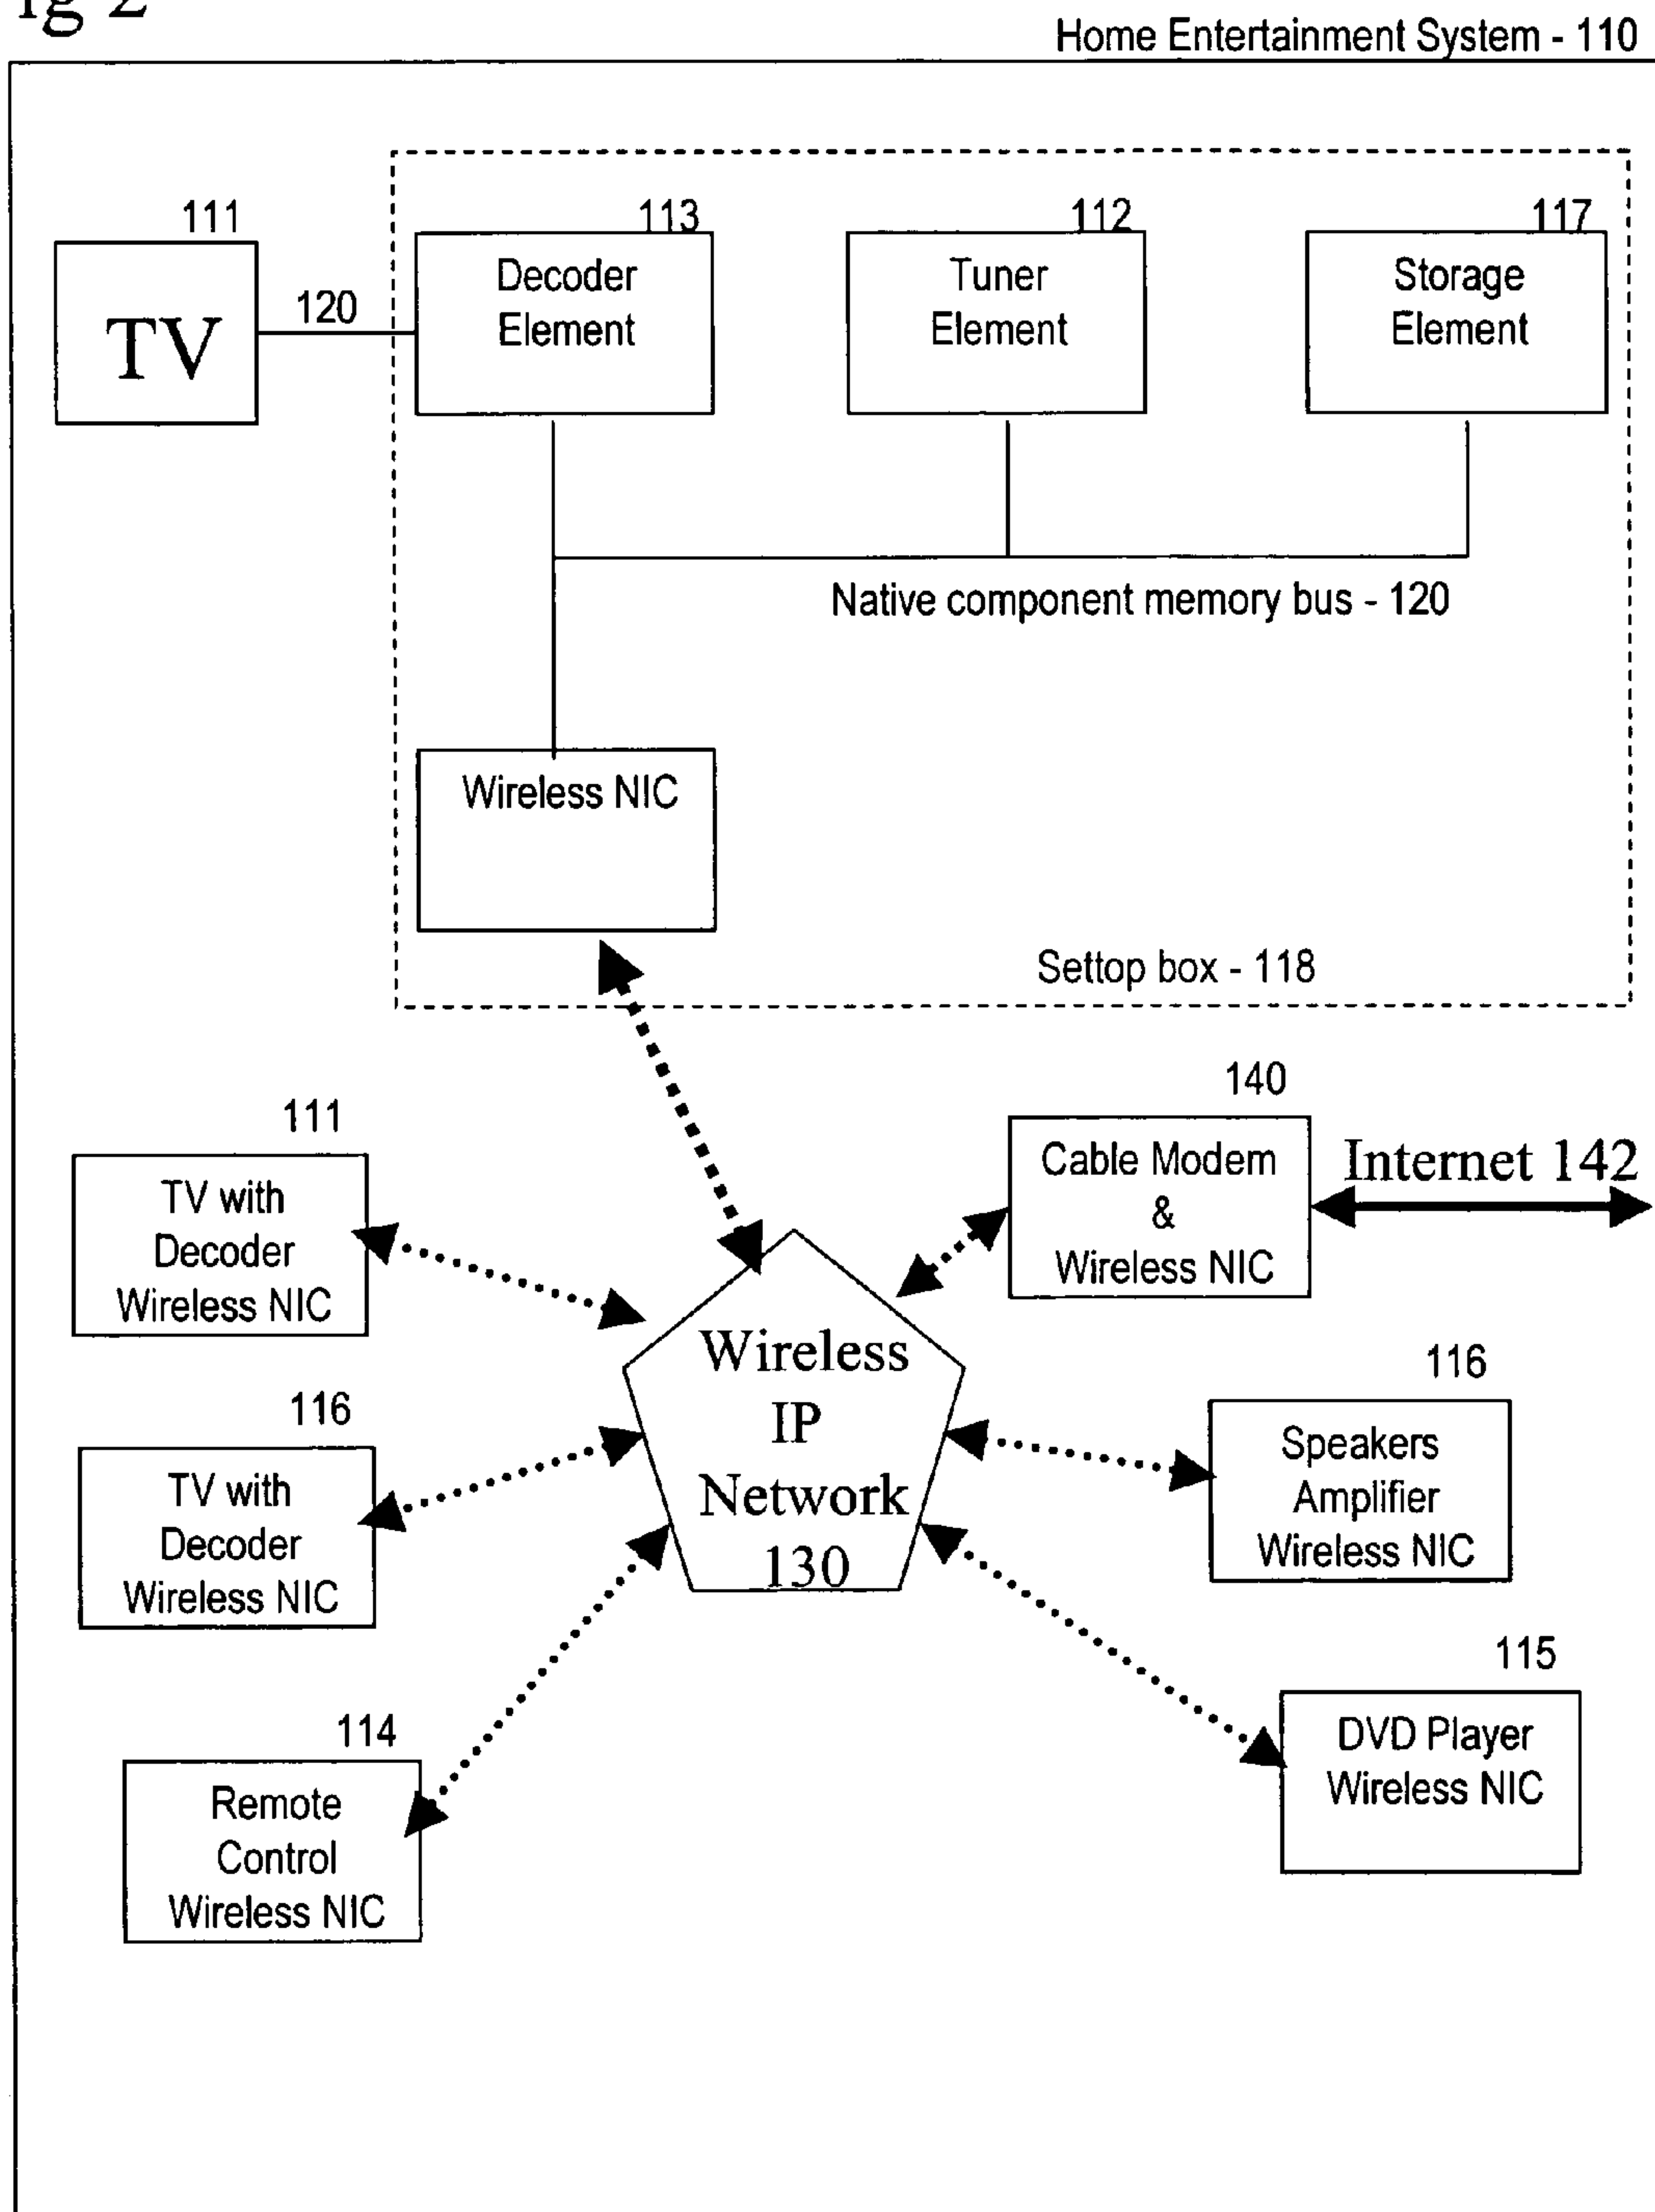 ig 2
Home Entertainment System - 110
111
113
112
117
TV
120
Decoder
Element
Tuner
Element
Storage
Element
Native component memory bus - 120
Wireless NIC
Settop box - 118
140
111
Cable Modem
&
Wireless NIC
Internet 142
TV with
Decoder
Wireless NIC
Wireless
IP
Network
130
116
116
TV with
Decoder
Wireless NIC
Speakers
Amplifier
Wireless NIC
115
114
DVD Player
Wireless NIC
Remote
Control
Wireless NIC